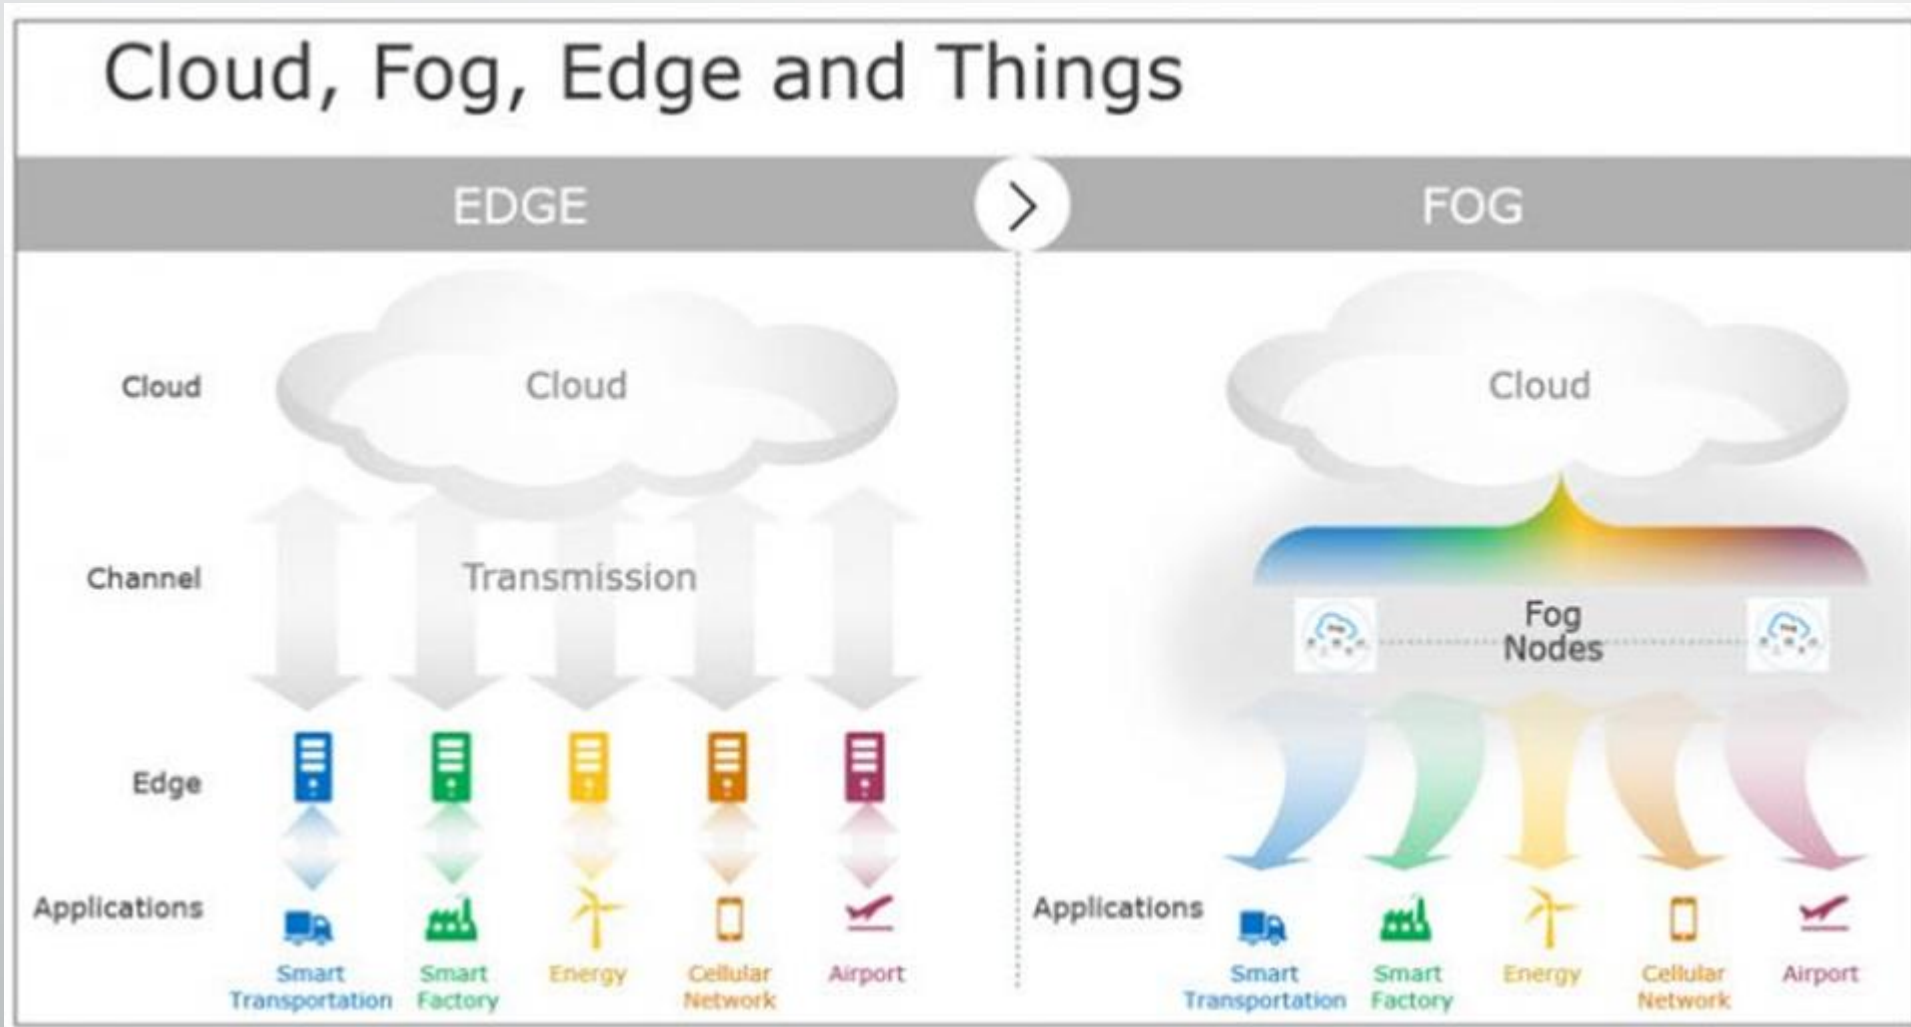 Cloud, Fog, Edge and Things
EDGE
FOG
Cloud
Cloud
Cloud
Channel
Transmission
Fog
Nodes
Edge
Applications
Applications
Smart
Transportation
Smart
Factory
Energy
Cellular
Network
Airport
Smart
Transportation
Smart
Factory
Energy
Cellular
Network
Airport